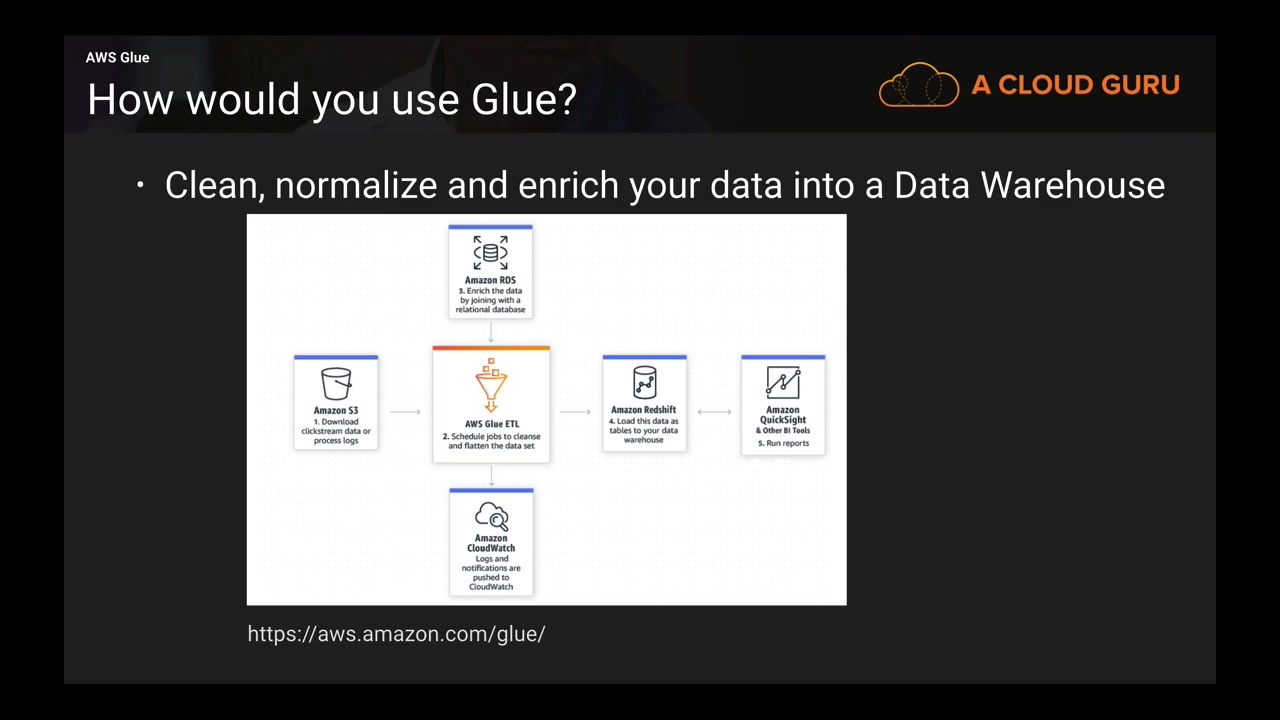 AWS Glue
How would you use Glue?
A CLOUD GURU
• Clean, normalize and enrich your data into a Data Warehouse
Amazon RDS
3. Enrich the data
by joining with a
relational database
Amazon S3
1. Download
clickstream data or
process logs
AWS Glue ETL
2. Schedule jobs to cleanse
and flatten the data set
Amazon Redshift
4. Load this data as
tables to your data
warehouse
Amazon
QuickSight
& Other BI Tools
5. Run reports
Amazon
CloudWatch
Logs and
notifications are
pushed to
CloudWatch
https://aws.amazon.com/glue/